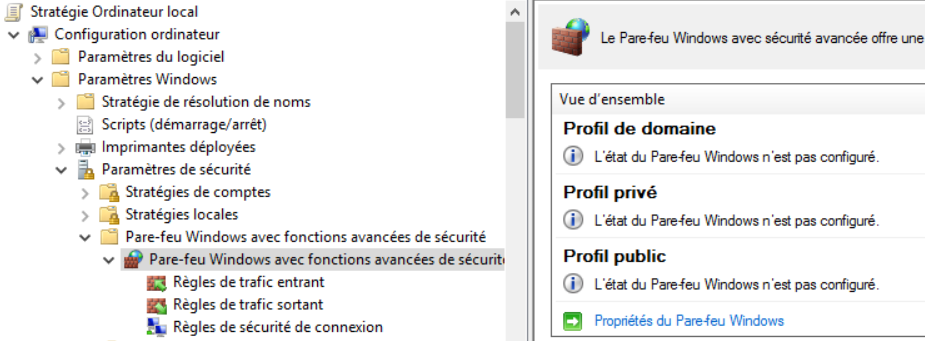 Stratégie Ordinateur local
Configuration ordinateur
Paramètres du logiciel
Paramètres Windows
Stratégie de résolution de noms
Scripts (démarrage/arrêt)
Imprimantes déployées
Paramètres de sécurité
Stratégies de comptes
Stratégies locales
Pare-feu Windows avec fonctions avancées de sécurité
Pare-feu Windows avec fonctions avancées de sécurit
Règles de trafic entrant
Règles de trafic sortant
Règles de sécurité de connexion
Le Pare-feu Windows avec sécurité avancée offre une
Vue d'ensemble
Profil de domaine
L'état du Pare-feu Windows n'est pas configuré.
Profil privé
L'état du Pare-feu Windows n'est pas configuré.
Profil public
L'état du Pare-feu Windows n'est pas configuré.
Propriétés du Pare-feu Windows